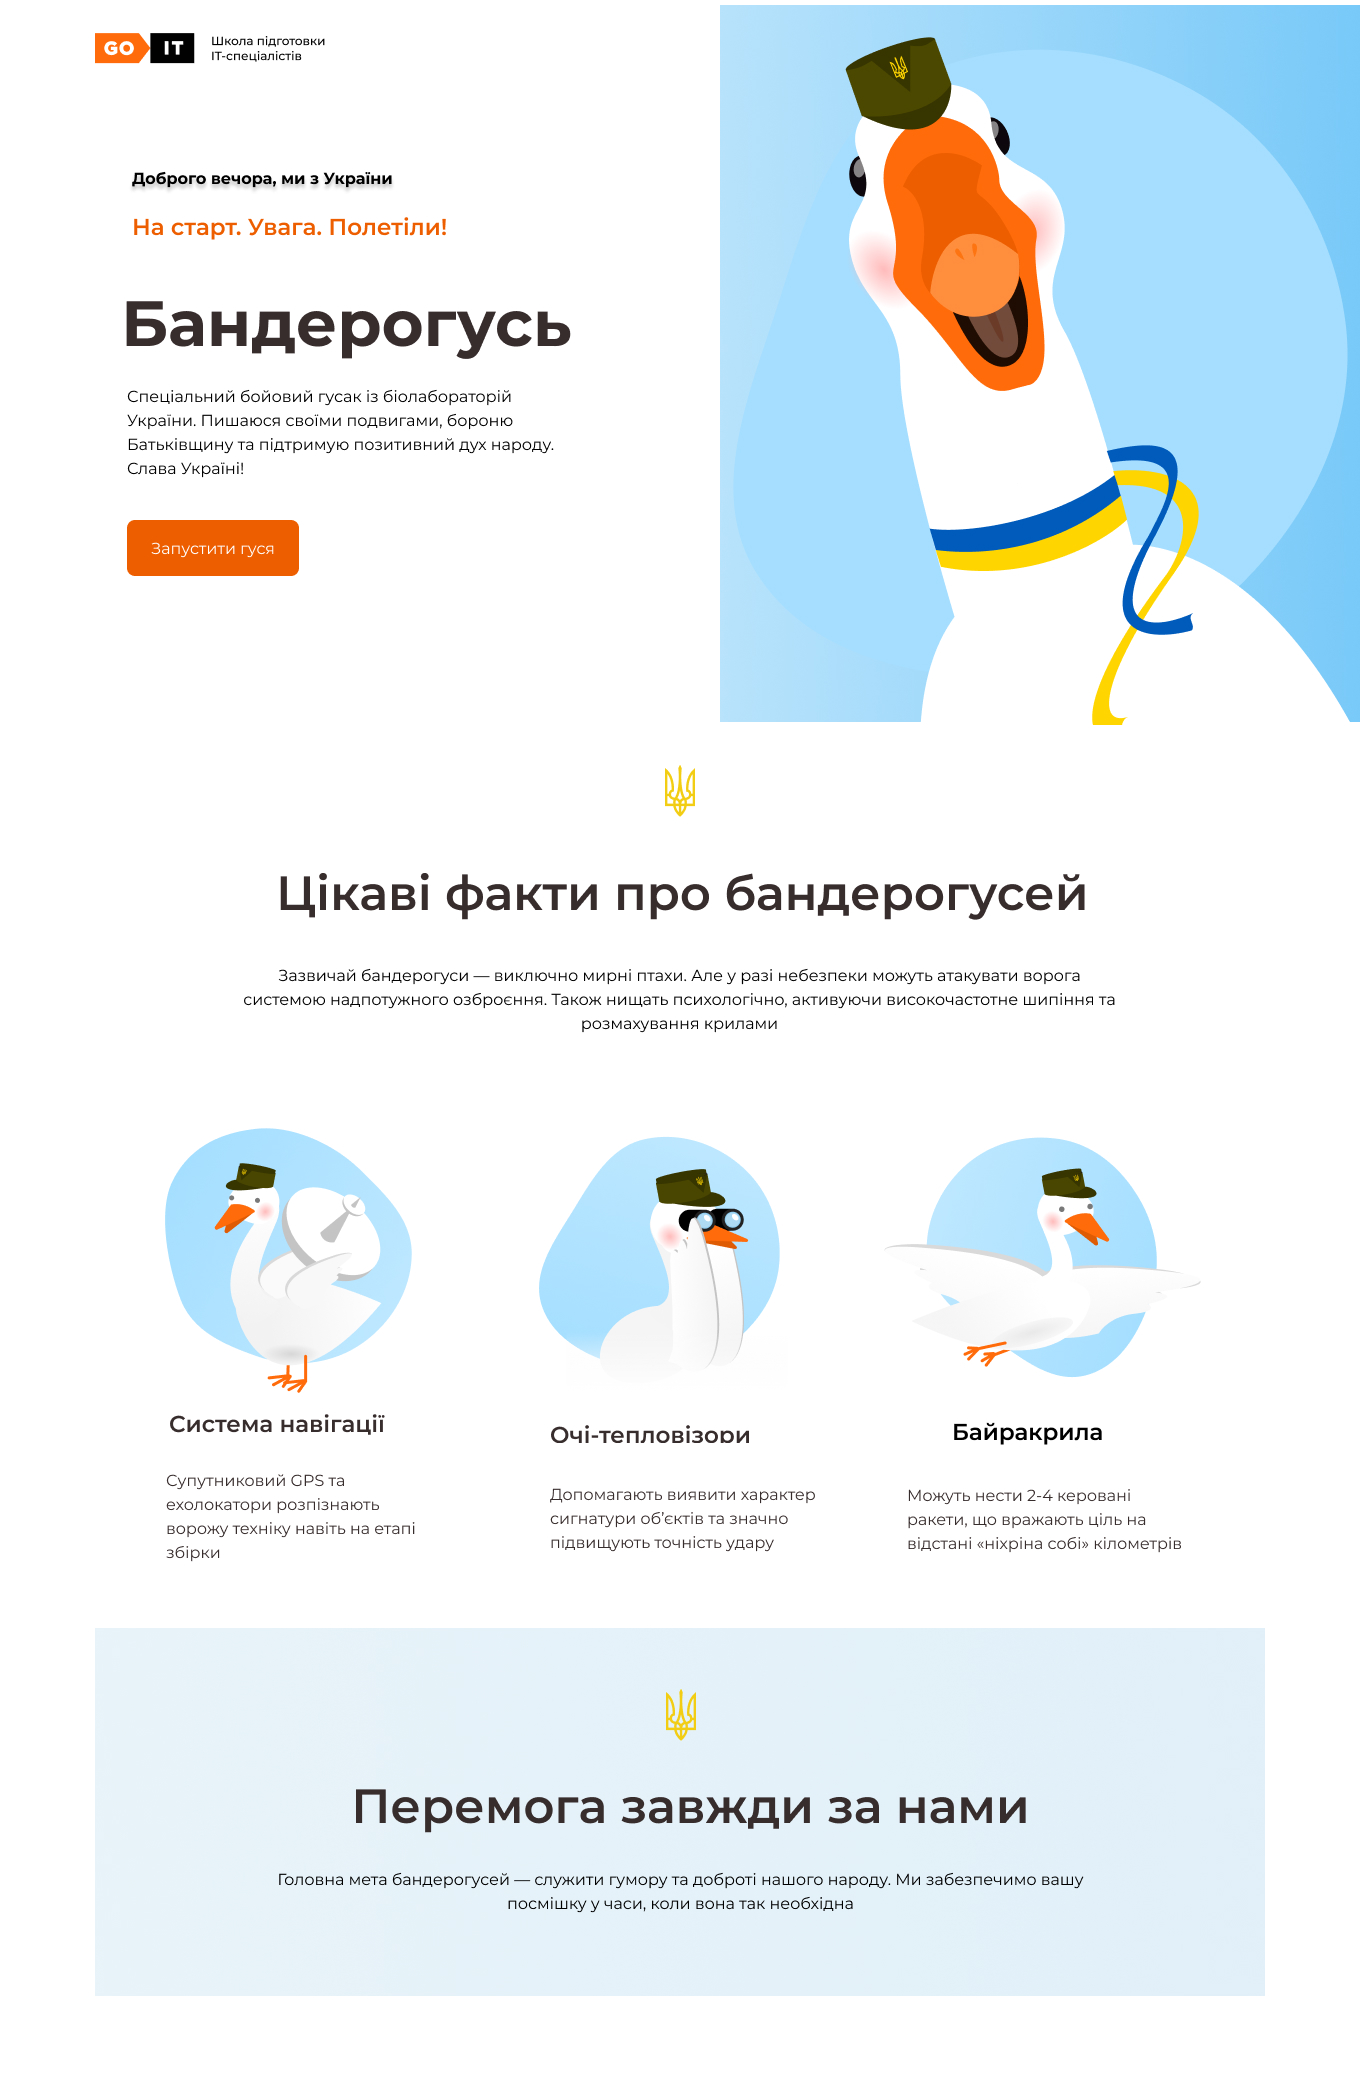 GO IT
Школа підготовки
ІТ-спеціалістів
Доброго вечора, ми з України
На старт. Увага. Полетіли!
Бандерогусь
Спеціальний бойовий гусак із біолабораторій
України. Пишаюся своїми подвигами, бороню
Батьківщину та підтримую позитивний дух народу.
Слава Україні!
Запустити гуся
Цікаві факти про бандерогусей
Зазвичай бандерогуси — виключно мирні птахи. Але у разі небезпеки можуть атакувати ворога
системою надпотужного озброєння. Також нищать психологічно, активуючи високочастотне шипіння та
розмахування крилами
Система навігації
Супутниковий GPS та
ехолокатори розпізнають
ворожу техніку навіть на етапі
збірки
Очі-тепловізори
Допомагають виявити характер
сигнатури об’єктів та значно
підвищують точність удару
Байракрила
Можуть нести 2-4 керовані
ракети, що вражають ціль на
відстані «ніхріна собі» кілометрів
Перемога завжди за нами
Головна мета бандерогусей — служити гумору та доброті нашого народу. Ми забезпечимо вашу
посмішку у часи, коли вона так необхідна